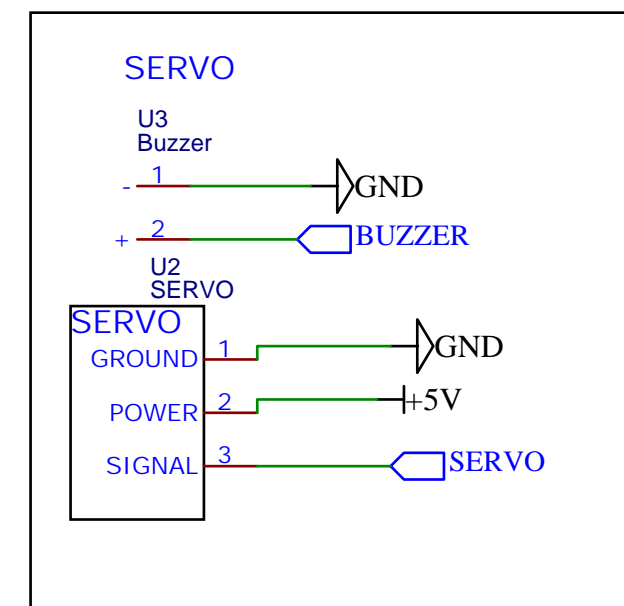 SERVO
U3
Buzzer
- 1 GND
+ 2 BUZZER
U2
SERVO
SERVO
GROUND 1 GND
POWER 2 +5V
SIGNAL 3 SERVO